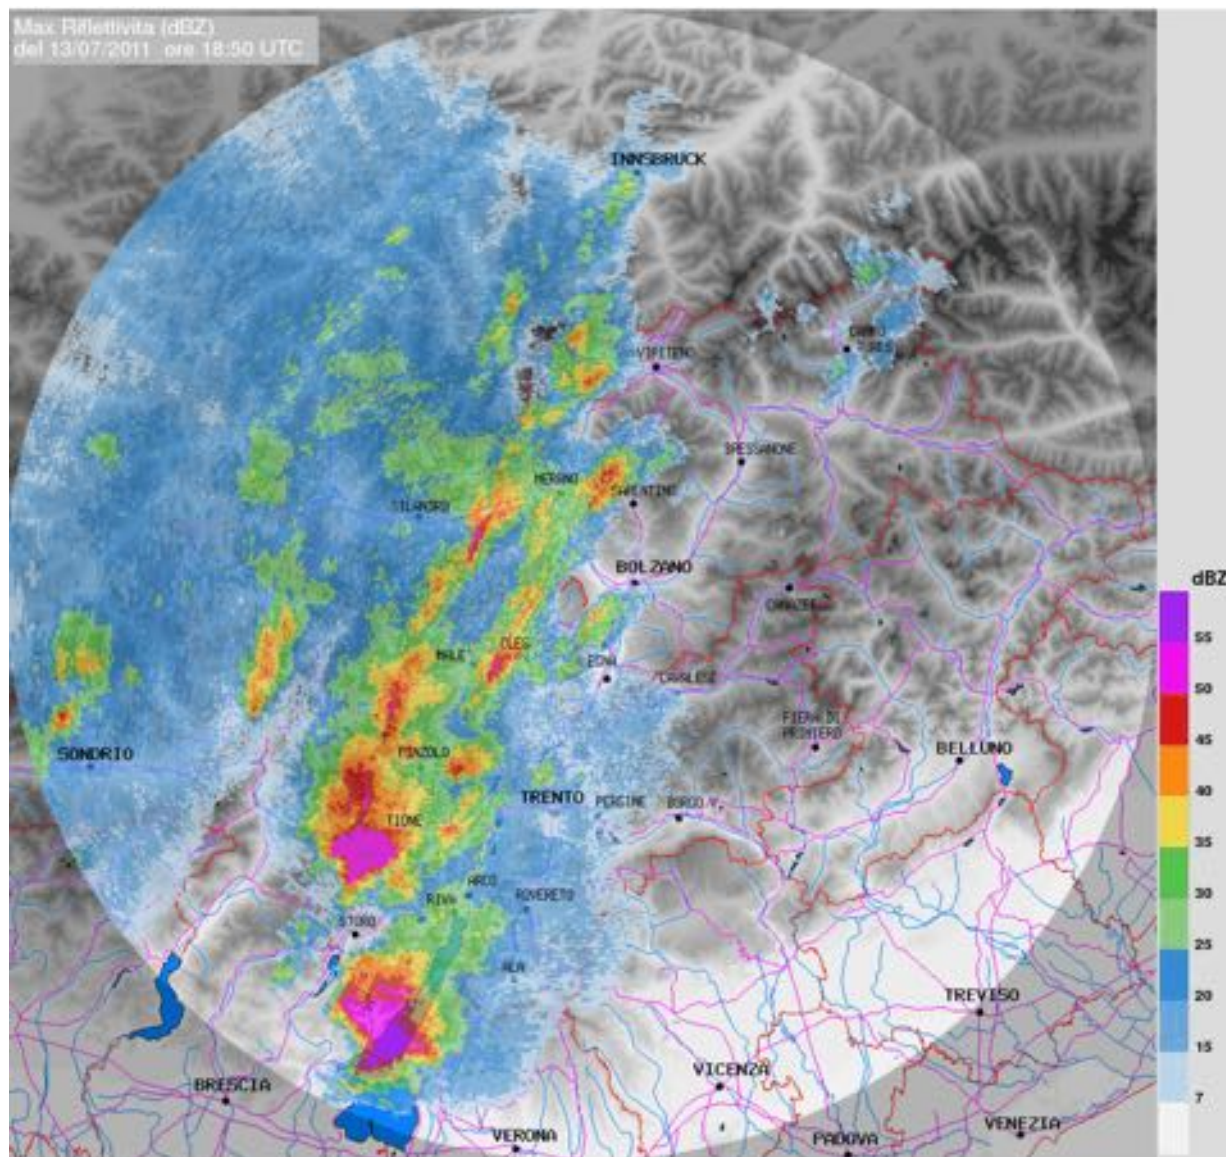 Max Riflettivita (dBZ)
del 13/07/2011 ore 18:50 UTC
INNSBRUCK
VIPITENO
BRESSANONE
MERANO
SARENTINO
SILANDRO
BOLZANO
dBZ
CANAZEI
55
CLES
MALE'
EGNA
CAVALESE
50
FIERA DI
PRIMIERO
45
SONDRIO
PINZOLO
BELLUNO
40
TRENTO
PERGINE
BORGO V.
TIONE
35
ARCO
RIVA
ROVERETO
30
STORO
25
ALA
TREVISO
20
15
BRESCIA
VICENZA
7
VERONA
PADOVA
VENEZIA